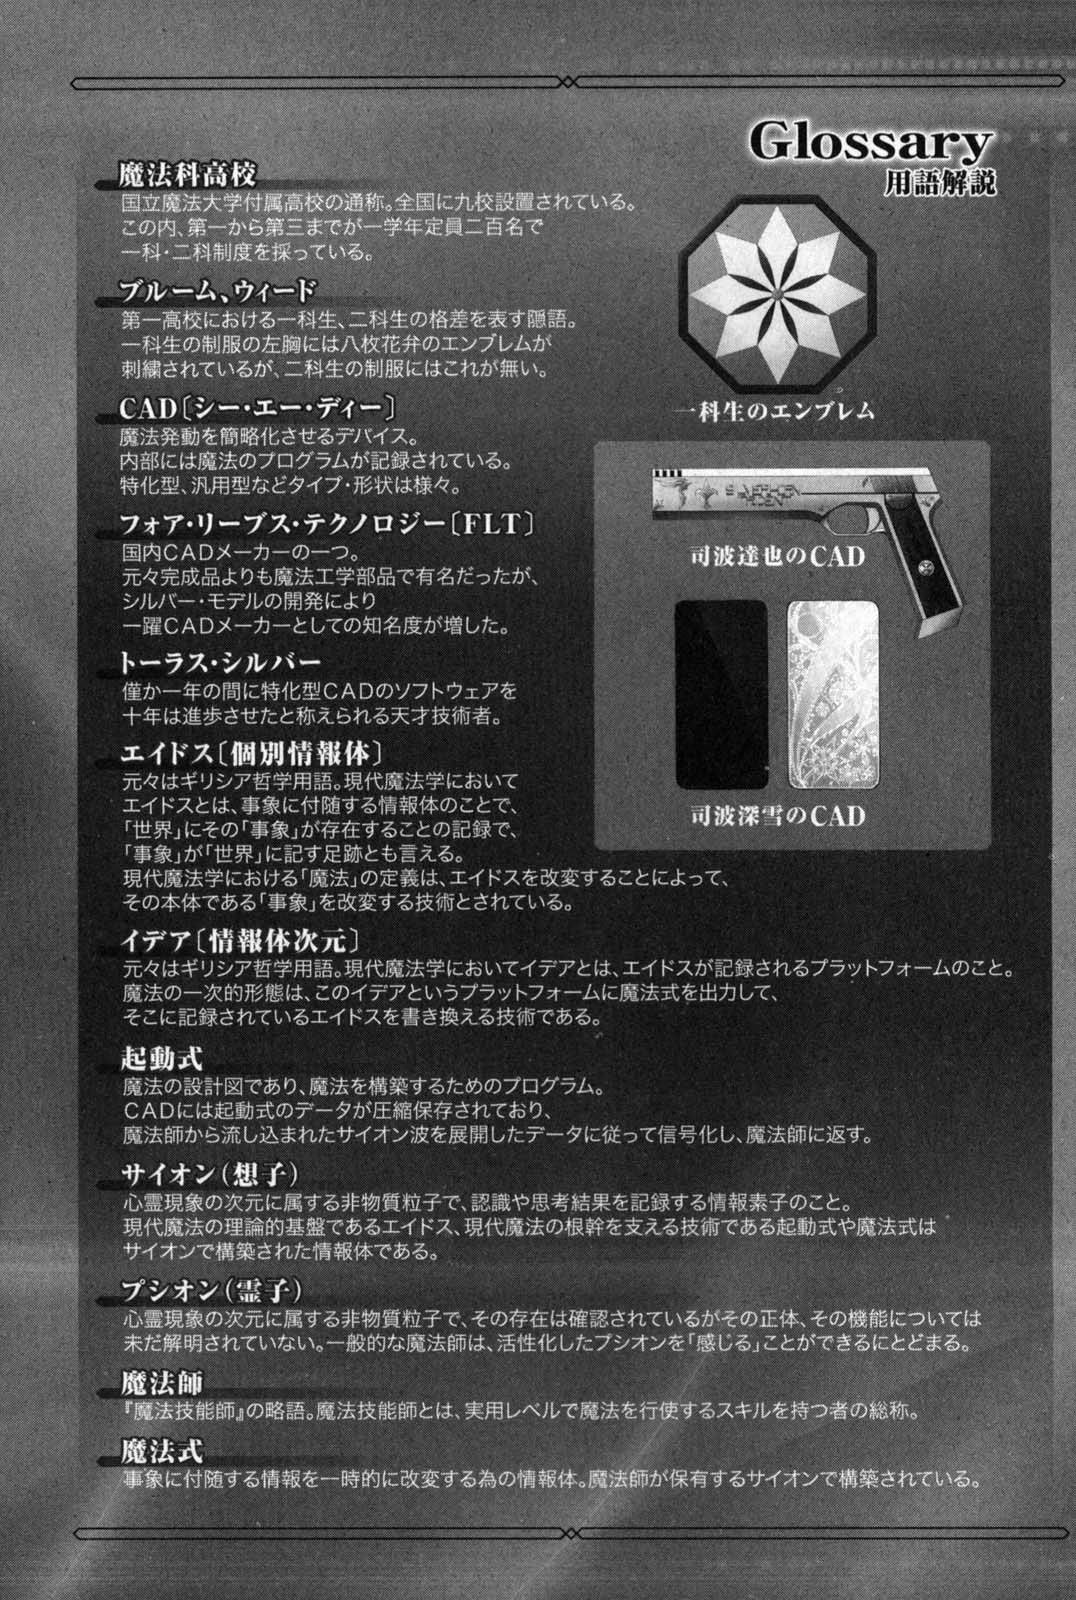 Glossary
用語解説
魔法科高校
国立魔法大学付属高校の通称。全国に九校設置されている。
この内、第一から第三までが一学年定員二百名で
一科・二科制度を採っている。
ブルーム、ウィード
第一高校における一科生、二科生の格差を表す隠語。
一科生の制服の左胸には八枚花弁のエンブレムが
刺繍されているが、二科生の制服にはこれが無い。
CAD〔シー・エー・ディー〕
魔法発動を簡略化させるデバイス。
内部には魔法のプログラムが記録されている。
特化型、汎用型などタイプ・形状は様々。
フォア・リーブス・テクノロジー〔FLT〕
国内CADメーカーの一つ。
元々完成品よりも魔法工学部品で有名だったが、
シルバー・モデルの開発により
一躍CADメーカーとしての知名度が増した。
トーラス・シルバー
僅か一年の間に特化型CADのソフトウェアを
十年は進歩させたと称えられる天才技術者。
エイドス〔個別情報体〕
元々はギリシア哲学用語。現代魔法学において
エイドスとは、事象に付随する情報体のことで、
「世界」にその「事象」が存在することの記録で、
「事象」が「世界」に記す足跡とも言える。
現代魔法学における「魔法」の定義は、エイドスを改変することによって、
その本体である「事象」を改変する技術とされている。
イデア〔情報体次元〕
元々はギリシア哲学用語。現代魔法学においてイデアとは、エイドスが記録されるプラットフォームのこと。
魔法の一次的形態は、このイデアというプラットフォームに魔法式を出力して、
そこに記録されているエイドスを書き換える技術である。
起動式
魔法の設計図であり、魔法を構築するためのプログラム。
CADには起動式のデータが圧縮保存されており、
魔法師から流し込まれたサイオン波を展開したデータに従って信号化し、魔法師に返す。
サイオン(想子)
心霊現象の次元に属する非物質粒子で、認識や思考結果を記録する情報素子のこと。
現代魔法の理論的基盤であるエイドス、現代魔法の根幹を支える技術である起動式や魔法式は
サイオンで構築された情報体である。
プシオン(霊子)
心霊現象の次元に属する非物質粒子で、その存在は確認されているがその正体、その機能については
未だ解明されていない。一般的な魔法師は、活性化したプシオンを「感じる」ことができるにとどまる。
魔法師
『魔法技能師』の略語。魔法技能師とは、実用レベルで魔法を行使するスキルを持つ者の総称。
魔法式
事象に付随する情報を一時的に改変する為の情報体。魔法師が保有するサイオンで構築されている。
一科生のエンブレム
司波達也のCAD
司波深雪のCAD